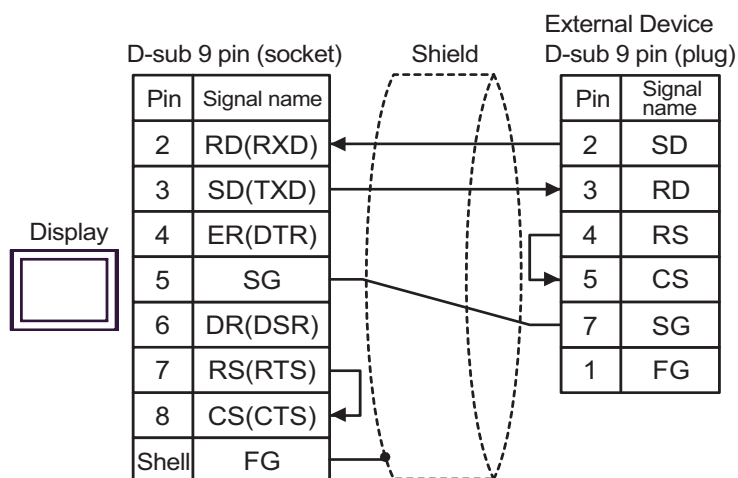 External Device
D-sub 9 pin (socket) Shield D-sub 9 pin (plug)
Pin Signal name Pin Signal name
2 RD(RXD) 2 SD
3 SD(TXD) 3 RD
Display 4 ER(DTR) 4 RS
5 SG 5 CS
6 DR(DSR) 7 SG
7 RS(RTS) 1 FG
8 CS(CTS)
Shell FG